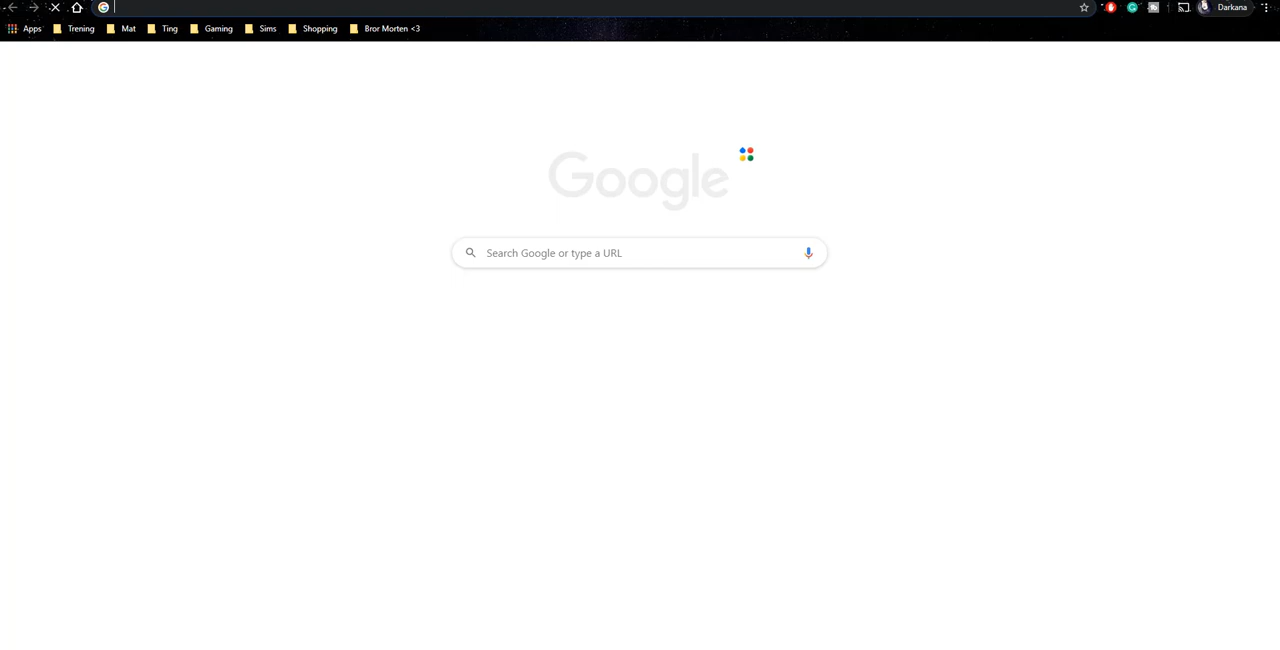 Darkana
Apps Trening Mat Ting Gaming Sims Shopping Bror Morten <3
Google
Search Google or type a URL